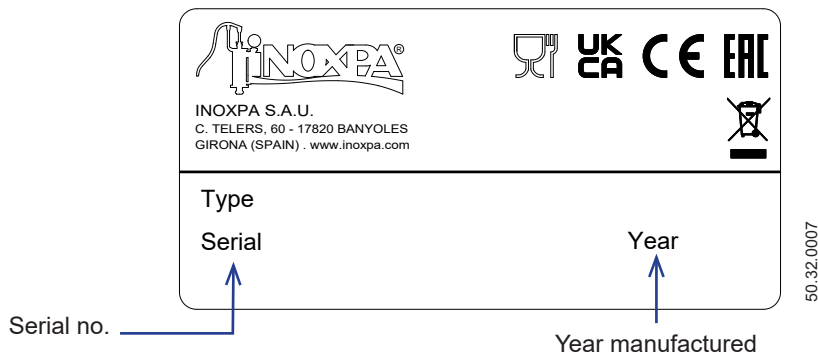 INOXPA®
UK CA CE EAC
INOXPA S.A.U.
C. TELERS, 60 - 17820 BANYOLES
GIRONA (SPAIN) . www.inoxpa.com
Type
Serial Year
Serial no.
Year manufactured
50.32.0007